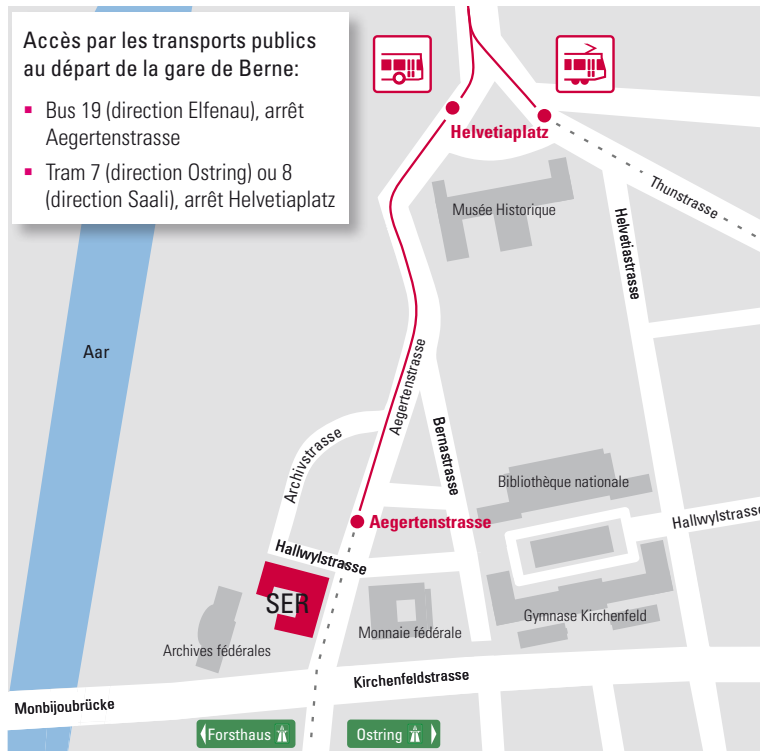 Accès par les transports publics
au départ de la gare de Berne:
▪ Bus 19 (direction Elfenau), arrêt
Aegertenstrasse
▪ Tram 7 (direction Ostring) ou 8
(direction Saali), arrêt Helvetiaplatz
Helvetiaplatz
Musée Historique
Thunstrasse
Helvetiastrasse
Aar
Aegertenstrasse
Bernastrasse
Archivstrasse
Bibliothèque nationale
Hallwylstrasse
Aegertenstrasse
Hallwylstrasse
SER
Monnaie fédérale
Gymnase Kirchenfeld
Archives fédérales
Kirchenfeldstrasse
Monbijoubrücke
Forsthaus
Ostring